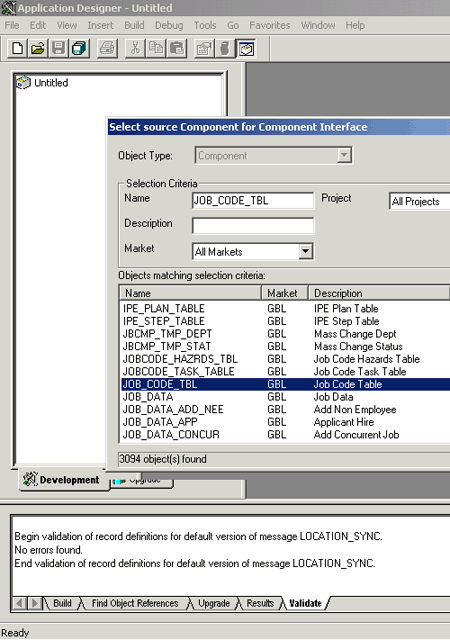 Application Designer - Untitled
File Edit View Insert Build Debug Tools Go Favorites Window Help
Untitled
Select source Component for Component Interface
Object Type: Component
Selection Criteria
Name JOB_CODE_TBL Project All Projects
Description
Market All Markets
Objects matching selection criteria:
Name Market Description
IPE_PLAN_TABLE GBL IPE Plan Table
IPE_STEP_TABLE GBL IPE Step Table
JBCMP_TMP_DEPT GBL Mass Change Dept
JBCMP_TMP_STAT GBL Mass Change Status
JOBCODE_HAZRDS_TBL GBL Job Code Hazards Table
JOBCODE_TASK_TABLE GBL Job Code Task Table
JOB_CODE_TBL GBL Job Code Table
JOB_DATA GBL Job Data
JOB_DATA_ADD_NEE GBL Add Non Employee
JOB_DATA_APP GBL Applicant Hire
JOB_DATA_CONCUR GBL Add Concurrent Job
3094 object(s) found
Development Upgrade
Begin validation of record definitions for default version of message LOCATION_SYNC.
No errors found.
End validation of record definitions for default version of message LOCATION_SYNC.
Build Find Object References Upgrade Results Validate
Ready